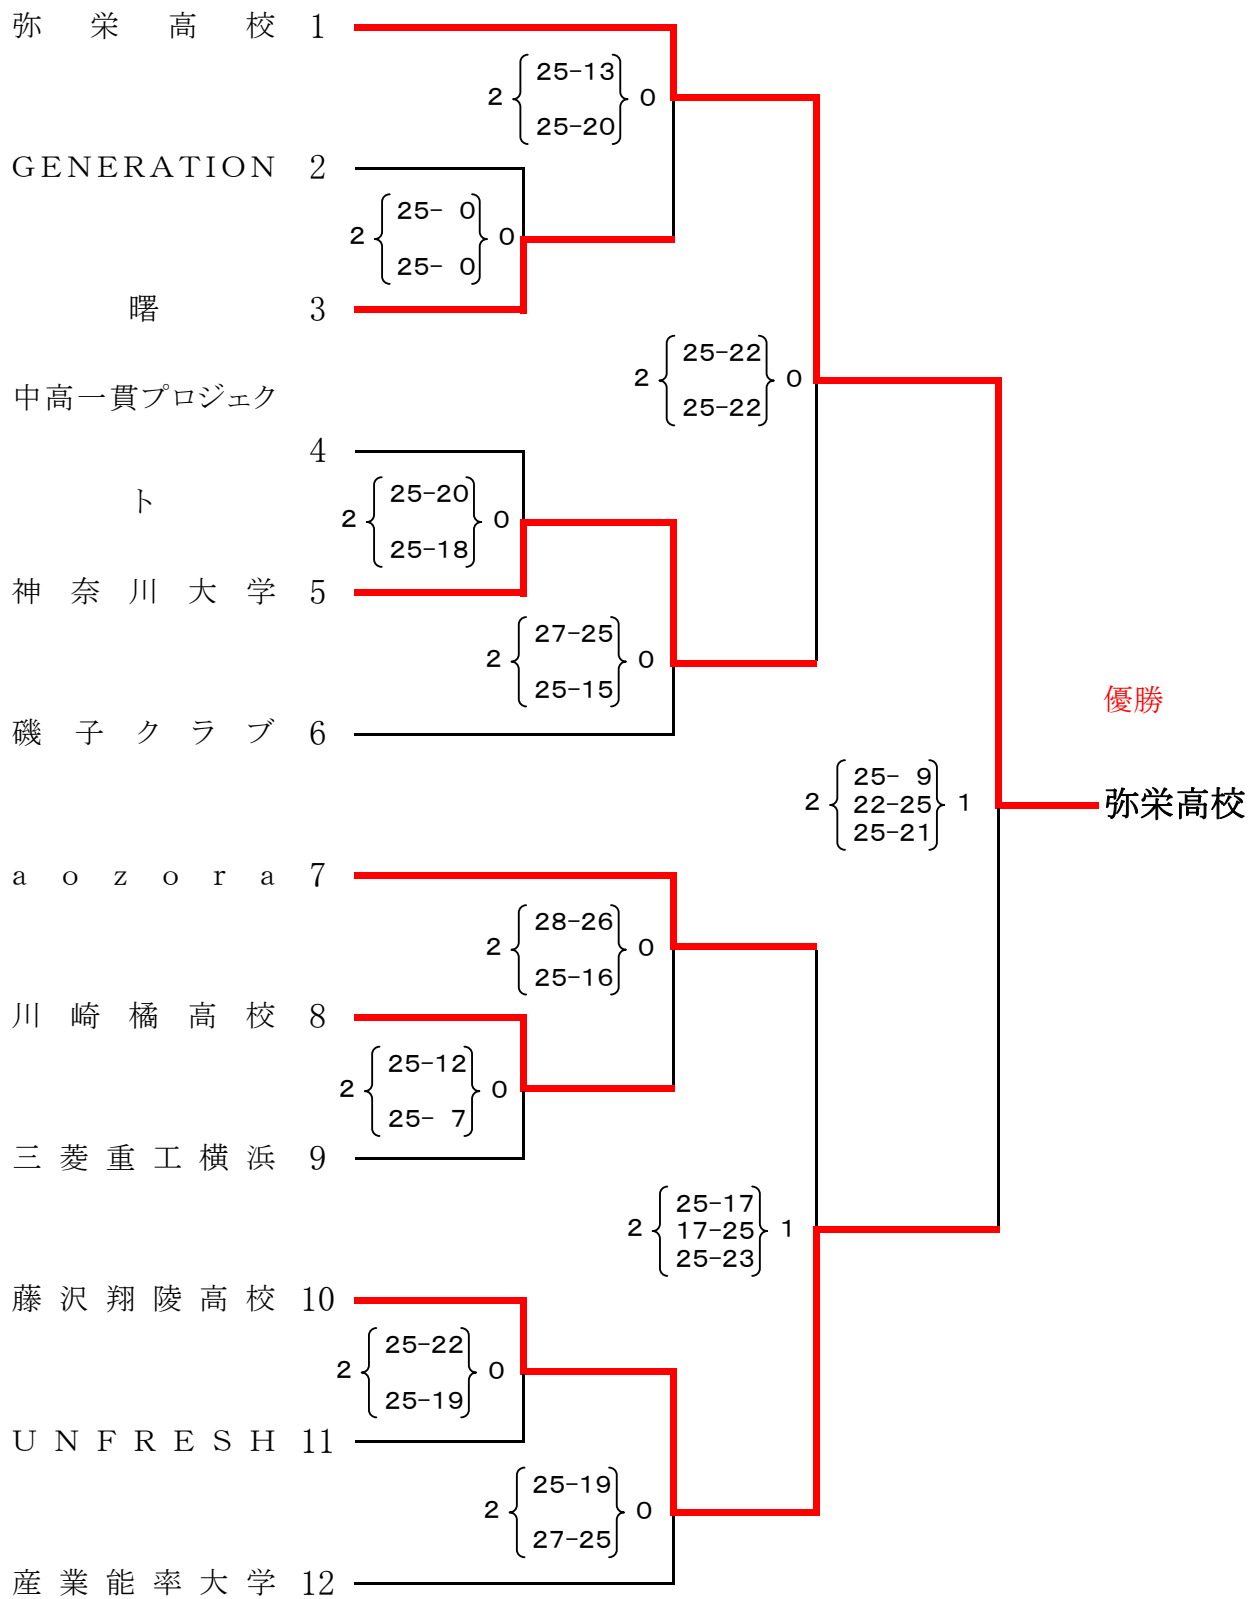 弥栄高校 1
25-13
2 0
25-20
GENERATION 2
25- 0
2 0
25- 0
曙 3
25-22
2 0
25-22
中高一貫プロジェク
4
ト
25-20
2 0
25-18
神奈川大学 5
27-25
2 0
25-15
優勝
磯子クラブ 6
25- 9
2 22-25 1
25-21
弥栄高校
aozora 7
28-26
2 0
25-16
川崎橘高校 8
25-12
2 0
25- 7
三菱重工横浜 9
25-17
2 17-25 1
25-23
藤沢翔陵高校 10
25-22
2 0
25-19
UNFRESH 11
25-19
2 0
27-25
産業能率大学 12